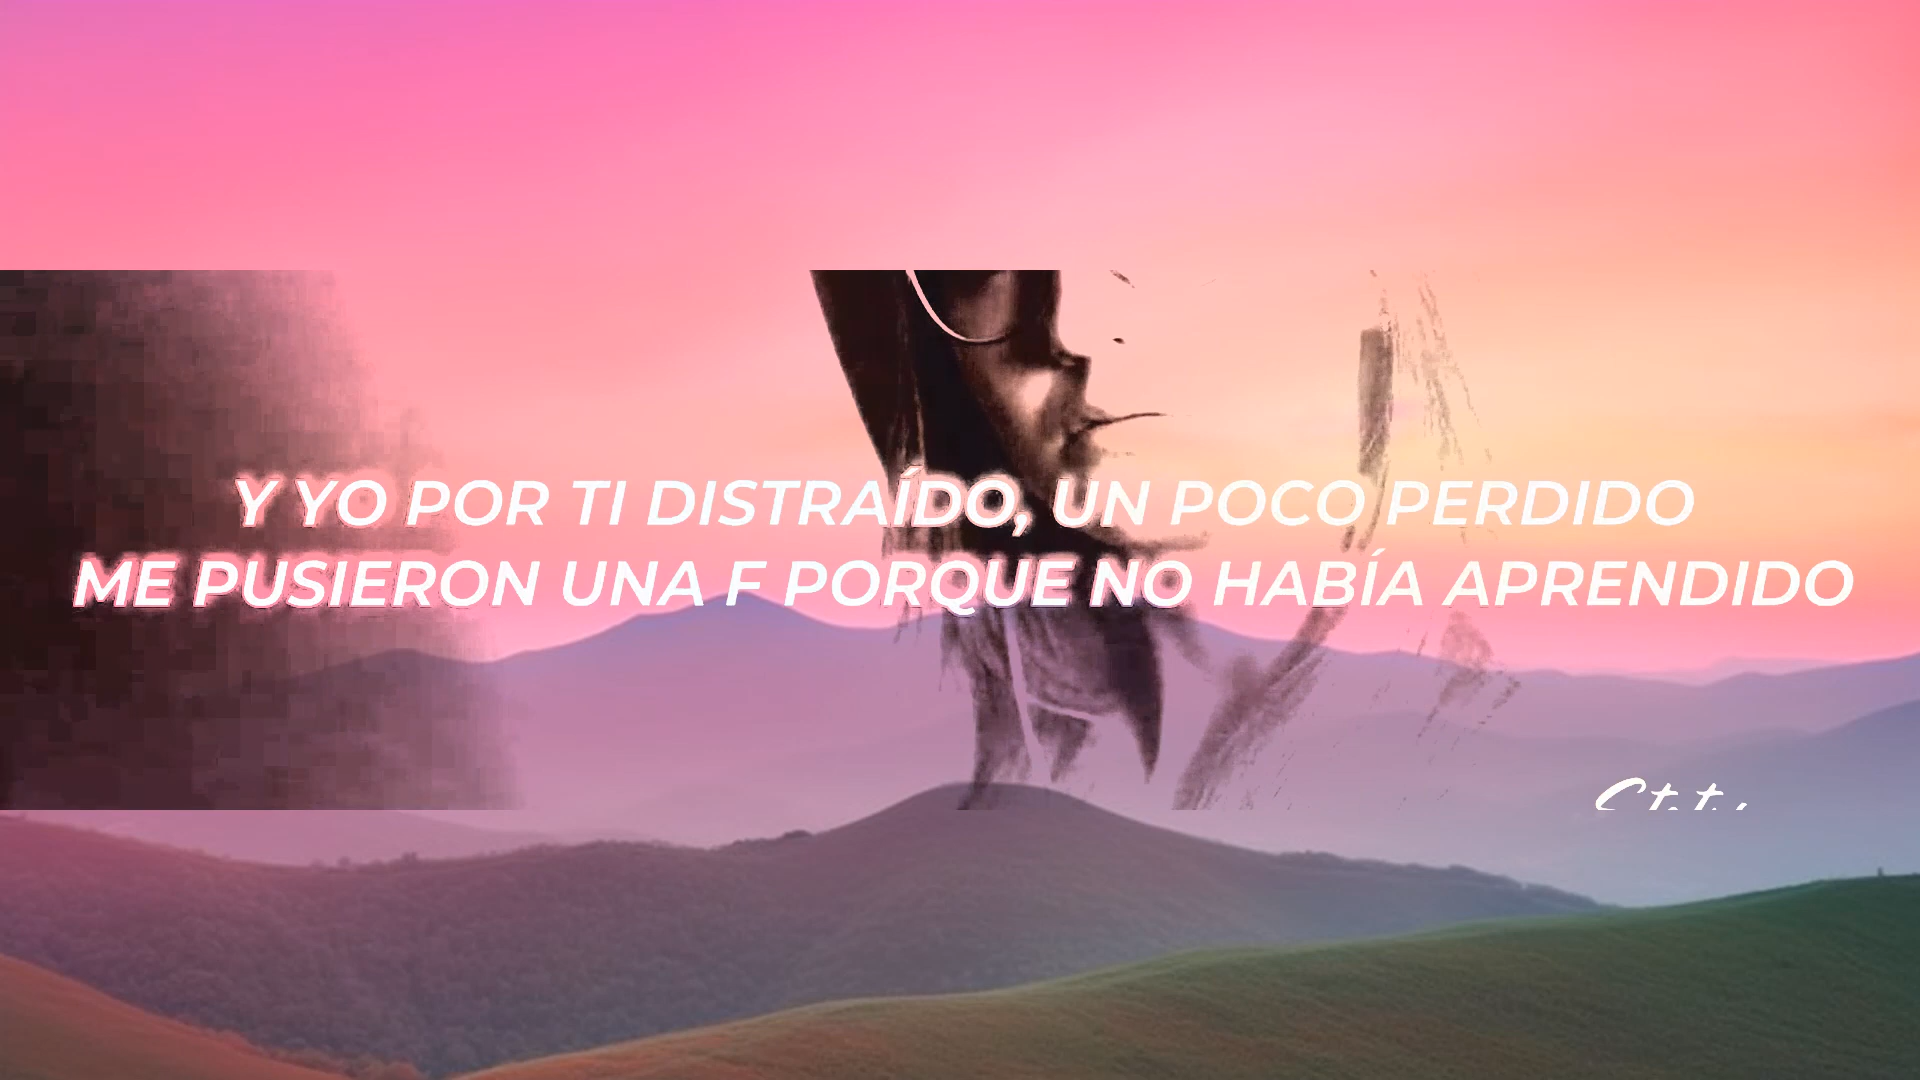 Y YO POR TI DISTRAÍDO, UN POCO PERDIDO
ME PUSIERON UNA F PORQUE NO HABÍA APRENDIDO